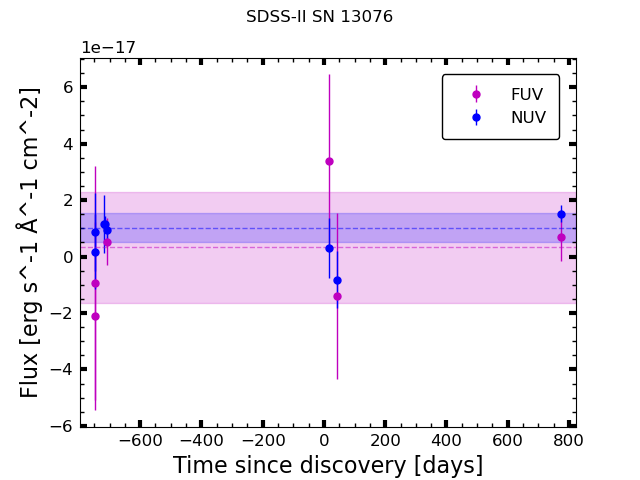 SDSS-II SN 13076
1e−17
Flux [erg s^-1 Å^-1 cm^-2]
6
4
2
0
−2
−4
−6
FUV
NUV
−600 −400 −200 0 200 400 600 800
Time since discovery [days]